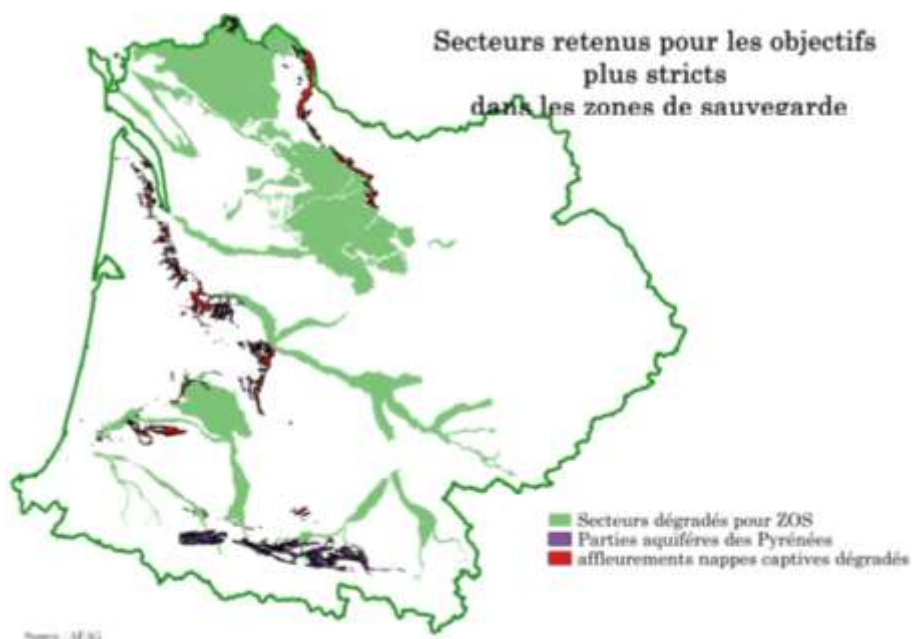 Secteurs retenus pour les objectifs
plus stricts
dans les zones de sauvegarde
Secteurs dégradés pour ZOS
Parties aquifères des Pyrénées
affleurements nappes captives dégradés